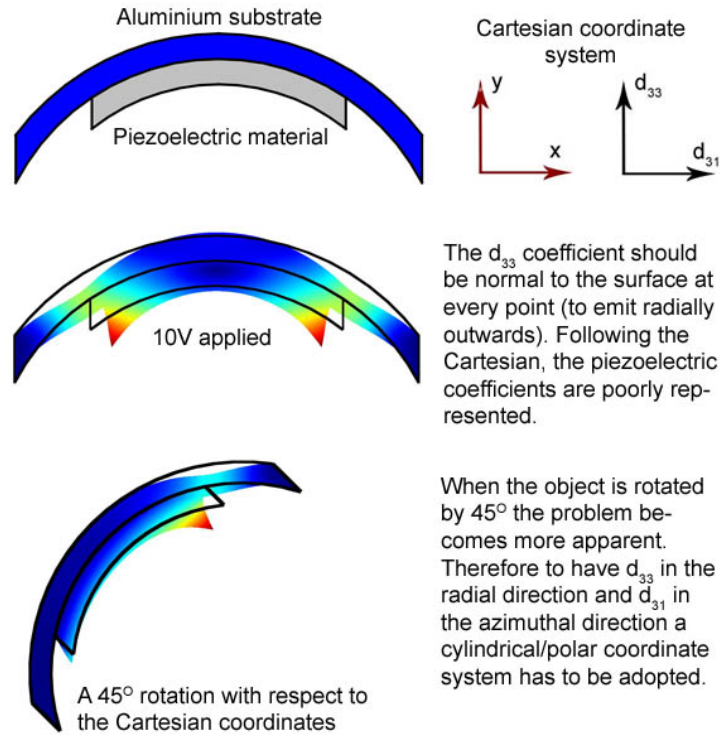 Aluminium substrate
Piezoelectric material
Cartesian coordinate
system
y
x
d₃₃
d₃₁
10V applied
The d₃₃ coefficient should
be normal to the surface at
every point (to emit radially
outwards). Following the
Cartesian, the piezoelectric
coefficients are poorly rep-
resented.
A 45° rotation with respect to
the Cartesian coordinates
When the object is rotated
by 45° the problem be-
comes more apparent.
Therefore to have d₃₃ in the
radial direction and d₃₁ in
the azimuthal direction a
cylindrical/polar coordinate
system has to be adopted.